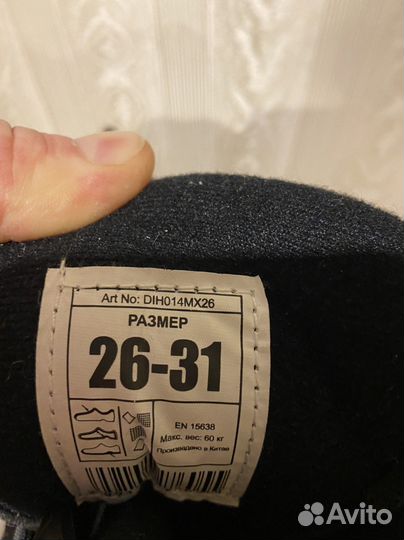 Art No: DIH014MX26
РАЗМЕР
26-31
EN 15638
Макс. вес: 60 кг
Произведено в Китае
Avito